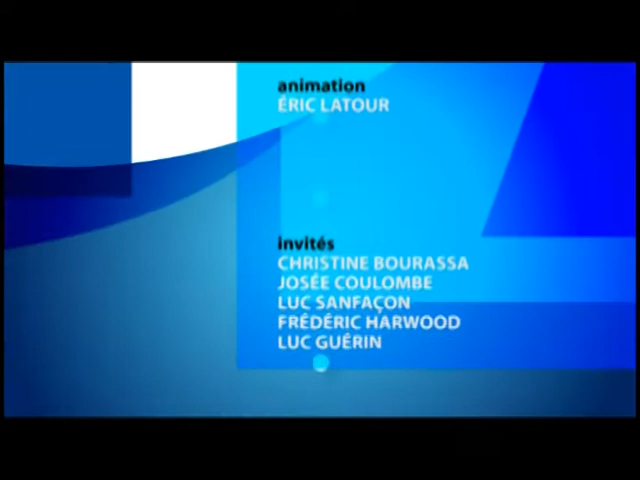 animation
ÉRIC LATOUR
invités
CHRISTINE BOURASSA
JOSÉE COULOMBE
LUC SANFAÇON
FRÉDÉRIC HARWOOD
LUC GUÉRIN